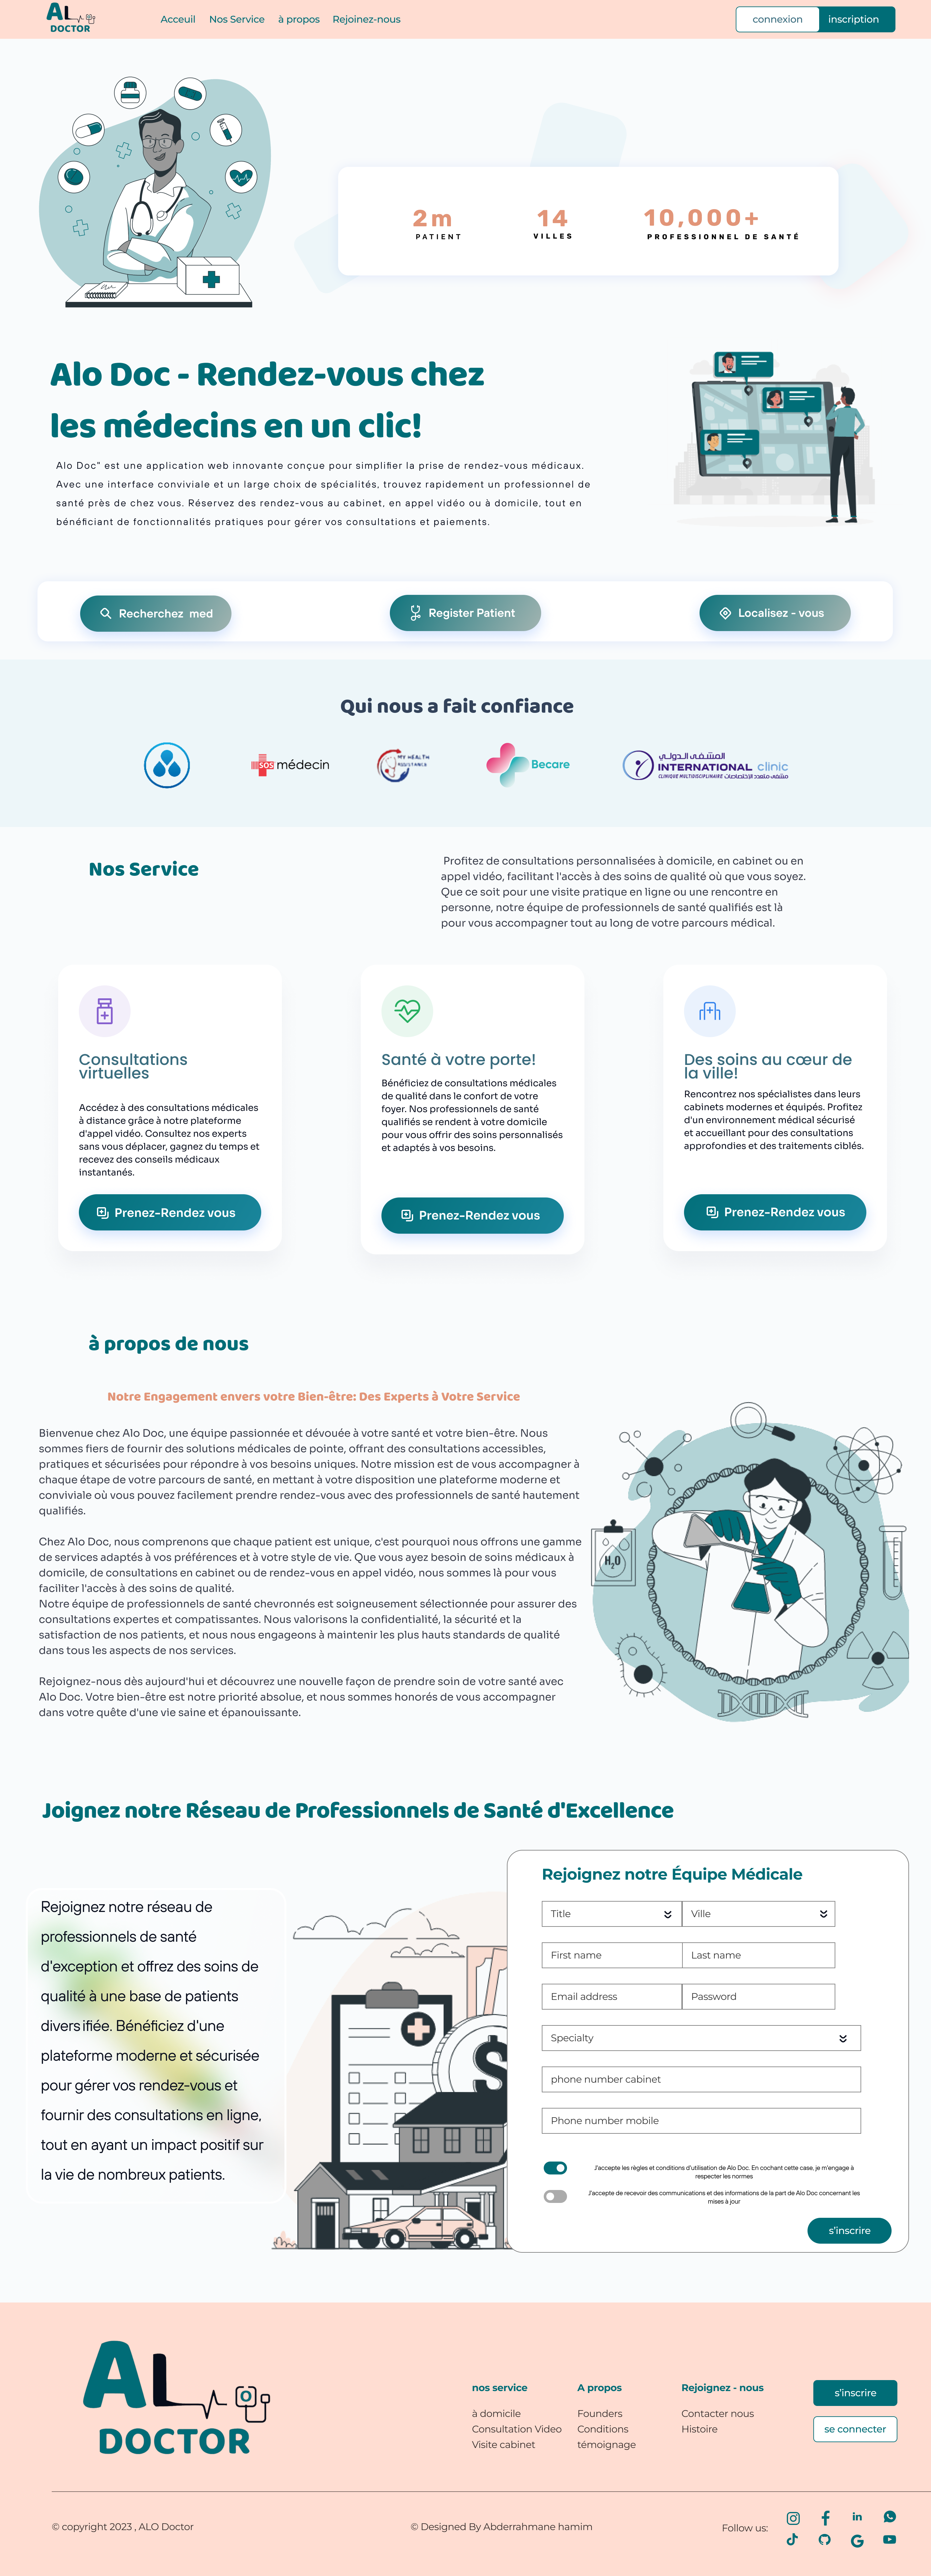 AL
DOCTOR
Acceuil Nos Service à propos Rejoinez-nous
connexion inscription
2m 14 10,000+
PATIENT VILLES PROFESSIONNEL DE SANTÉ
Alo Doc - Rendez-vous chez
les médecins en un clic!
Alo Doc" est une application web innovante conçue pour simplifier la prise de rendez-vous médicaux.
Avec une interface conviviale et un large choix de spécialités, trouvez rapidement un professionnel de
santé près de chez vous. Réservez des rendez-vous au cabinet, en appel vidéo ou à domicile, tout en
bénéficiant de fonctionnalités pratiques pour gérer vos consultations et paiements.
Recherchez med Register Patient Localisez - vous
Qui nous a fait confiance
SOS médecin
MY HEALTH
ASSISTANCE
Becare
المشفى الدولي
INTERNATIONAL clinic
CLINIQUE MULTIDISCIPLINAIRE مشفى متعدد الاختصاصات
Nos Service
Profitez de consultations personnalisées à domicile, en cabinet ou en
appel vidéo, facilitant l'accès à des soins de qualité où que vous soyez.
Que ce soit pour une visite pratique en ligne ou une rencontre en
personne, notre équipe de professionnels de santé qualifiés est là
pour vous accompagner tout au long de votre parcours médical.
Consultations
virtuelles
Accédez à des consultations médicales
à distance grâce à notre plateforme
d'appel vidéo. Consultez nos experts
sans vous déplacer, gagnez du temps et
recevez des conseils médicaux
instantanés.
Prenez-Rendez vous
Santé à votre porte!
Bénéficiez de consultations médicales
de qualité dans le confort de votre
foyer. Nos professionnels de santé
qualifiés se rendent à votre domicile
pour vous offrir des soins personnalisés
et adaptés à vos besoins.
Prenez-Rendez vous
Des soins au cœur de
la ville!
Rencontrez nos spécialistes dans leurs
cabinets modernes et équipés. Profitez
d'un environnement médical sécurisé
et accueillant pour des consultations
approfondies et des traitements ciblés.
Prenez-Rendez vous
à propos de nous
Notre Engagement envers votre Bien-être: Des Experts à Votre Service
Bienvenue chez Alo Doc, une équipe passionnée et dévouée à votre santé et votre bien-être. Nous
sommes fiers de fournir des solutions médicales de pointe, offrant des consultations accessibles,
pratiques et sécurisées pour répondre à vos besoins uniques. Notre mission est de vous accompagner à
chaque étape de votre parcours de santé, en mettant à votre disposition une plateforme moderne et
conviviale où vous pouvez facilement prendre rendez-vous avec des professionnels de santé hautement
qualifiés.
Chez Alo Doc, nous comprenons que chaque patient est unique, c'est pourquoi nous offrons une gamme
de services adaptés à vos préférences et à votre style de vie. Que vous ayez besoin de soins médicaux à
domicile, de consultations en cabinet ou de rendez-vous en appel vidéo, nous sommes là pour vous
faciliter l'accès à des soins de qualité.
Notre équipe de professionnels de santé chevronnés est soigneusement sélectionnée pour assurer des
consultations expertes et compatissantes. Nous valorisons la confidentialité, la sécurité et la
satisfaction de nos patients, et nous nous engageons à maintenir les plus hauts standards de qualité
dans tous les aspects de nos services.
Rejoignez-nous dès aujourd'hui et découvrez une nouvelle façon de prendre soin de votre santé avec
Alo Doc. Votre bien-être est notre priorité absolue, et nous sommes honorés de vous accompagner
dans votre quête d'une vie saine et épanouissante.
H2O
Joignez notre Réseau de Professionnels de Santé d'Excellence
Rejoignez notre réseau de
professionnels de santé
d'exception et offrez des soins de
qualité à une base de patients
diversifiée. Bénéficiez d'une
plateforme moderne et sécurisée
pour gérer vos rendez-vous et
fournir des consultations en ligne,
tout en ayant un impact positif sur
la vie de nombreux patients.
$
Rejoignez notre Équipe Médicale
Title Ville
First name Last name
Email address Password
Specialty
phone number cabinet
Phone number mobile
J'accepte les règles et conditions d'utilisation de Alo Doc. En cochant cette case, je m'engage à
respecter les normes
J'accepte de recevoir des communications et des informations de la part de Alo Doc concernant les
mises à jour
s'inscrire
AL
DOCTOR
nos service A propos Rejoignez - nous
à domicile Founders Contacter nous
Consultation Video Conditions Histoire
Visite cabinet témoignage
s'inscrire
se connecter
© copyright 2023 , ALO Doctor © Designed By Abderrahmane hamim Follow us: